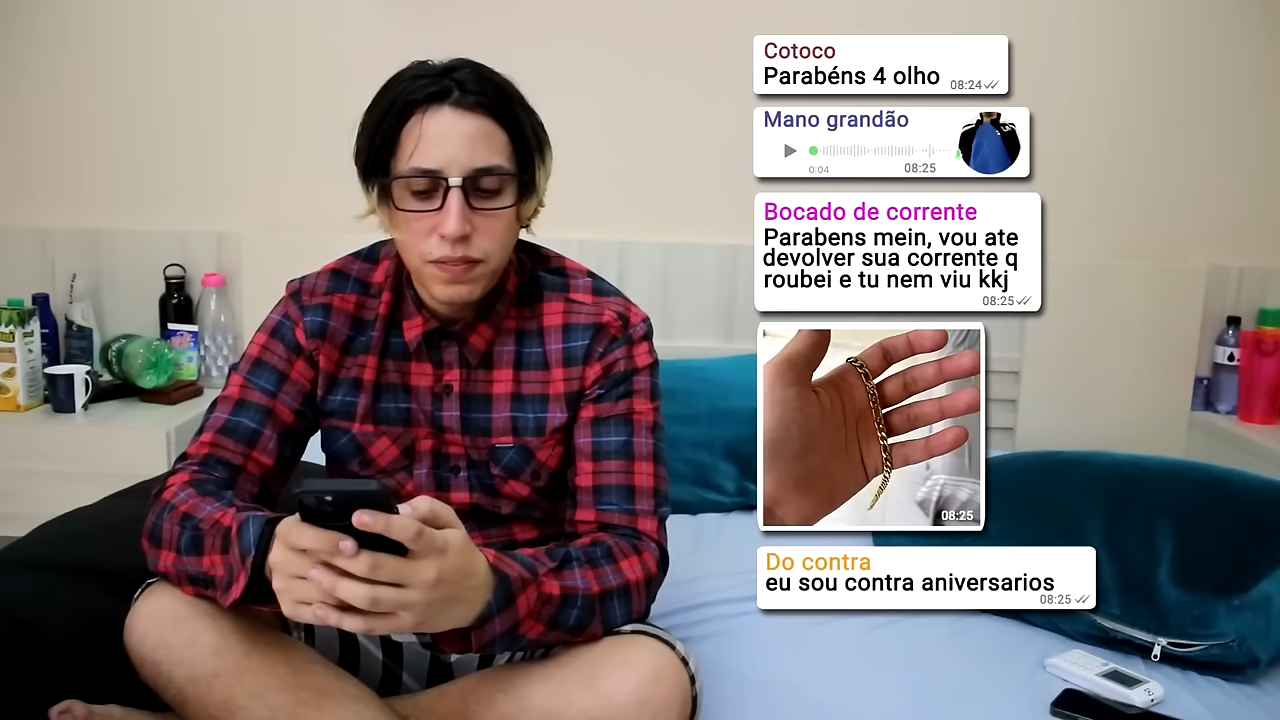 Cotoco
Parabéns 4 olho
08:24
Mano grandão
0:04
08:25
Bocado de corrente
Parabens mein, vou ate
devolver sua corrente q
roubei e tu nem viu kkj
08:25
08:25
Do contra
eu sou contra aniversarios
08:25